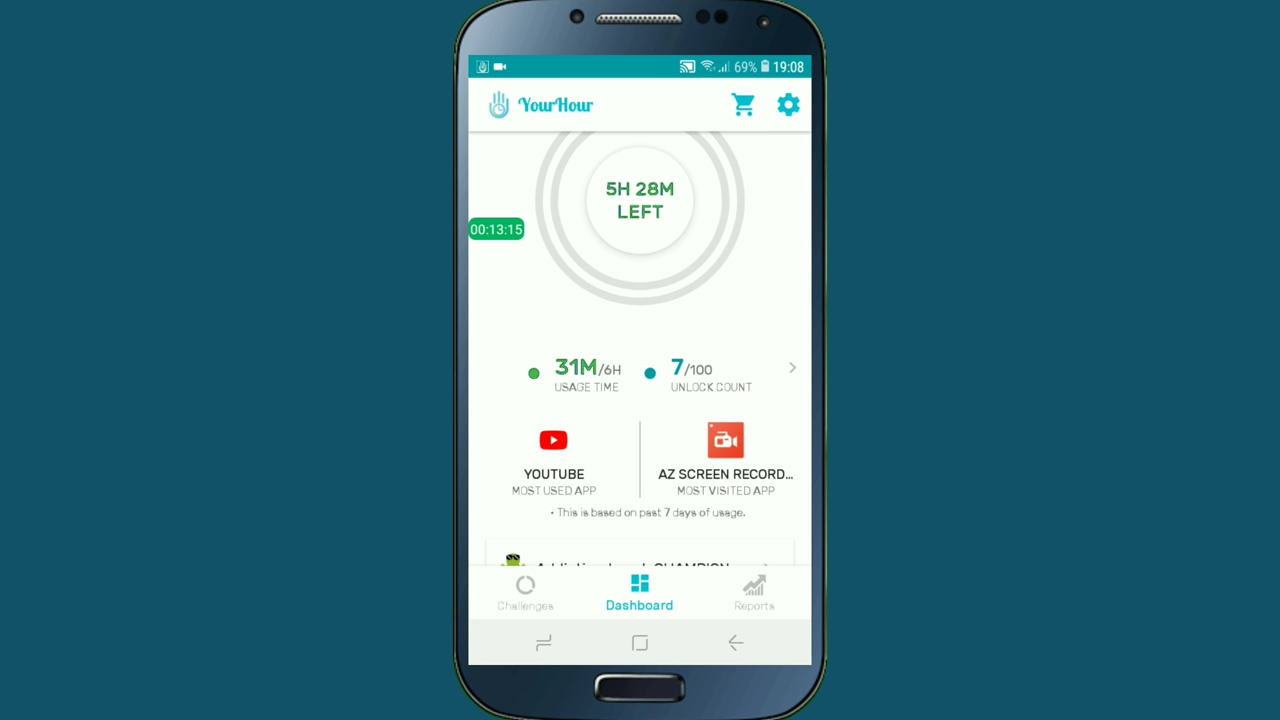 69% 19:08
YourHour
5H 28M
LEFT
00:13:15
31M/6H
USAGE TIME
7/100
UNLOCK COUNT
YOUTUBE
MOST USED APP
AZ SCREEN RECORD...
MOST VISITED APP
• This is based on past 7 days of usage.
Challenges
Dashboard
Reports